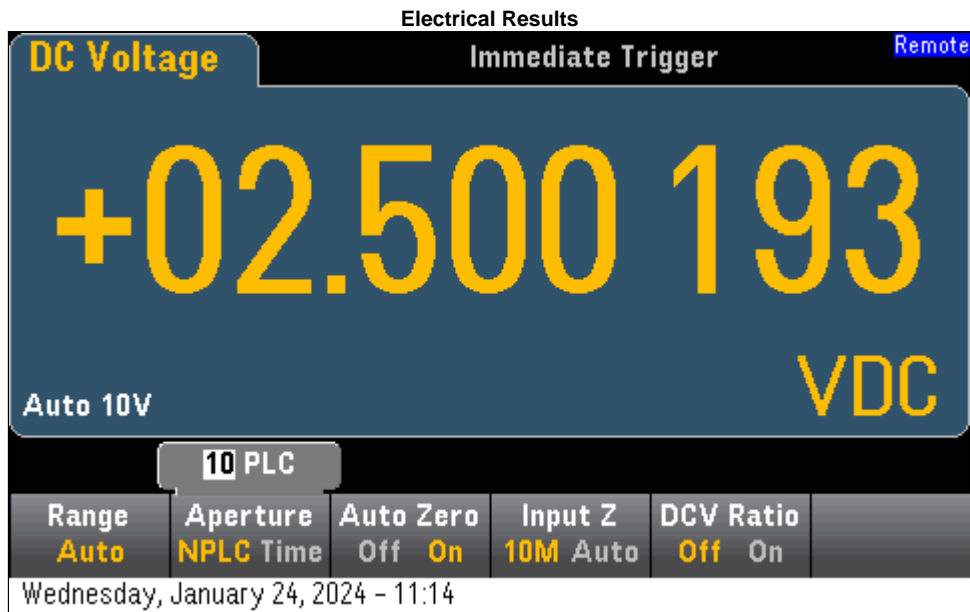 Electrical Results
DC Voltage Immediate Trigger Remote
+02.500 193
VDC
Auto 10V
10 PLC
Range Aperture Auto Zero Input Z DCV Ratio
Auto NPLC Time Off On 10M Auto Off On
Wednesday, January 24, 2024 – 11:14